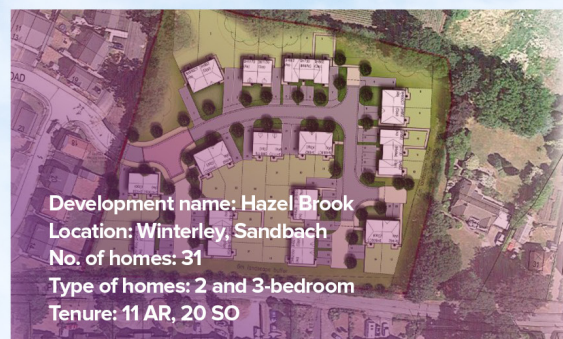 OAD
Development name: Hazel Brook
Location: Winterley, Sandbach
No. of homes: 31
Type of homes: 2 and 3-bedroom
Tenure: 11 AR, 20 SO